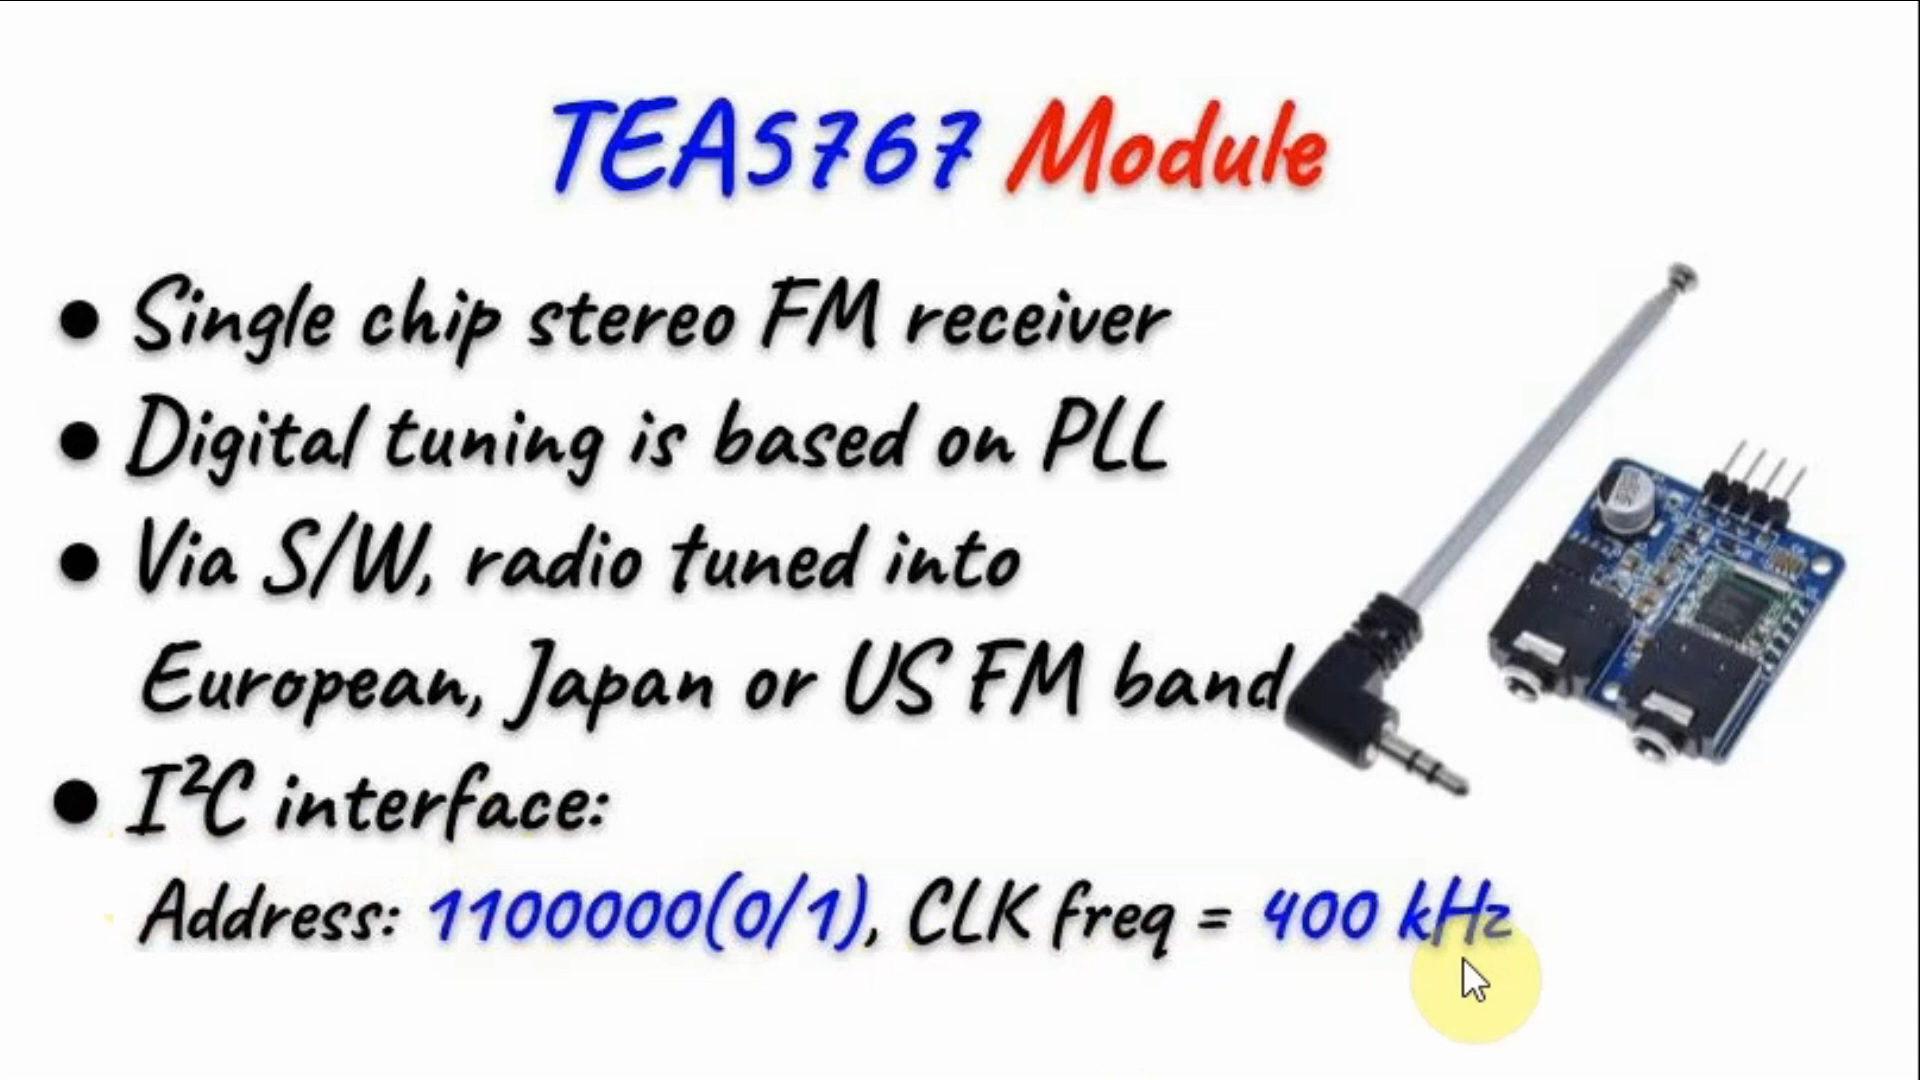 TEA5767 Module
• Single chip stereo FM receiver
• Digital tuning is based on PLL
• Via S/W, radio tuned into
European, Japan or US FM band
• I²C interface:
Address: 1100000(0/1), CLK freq = 400 kHz